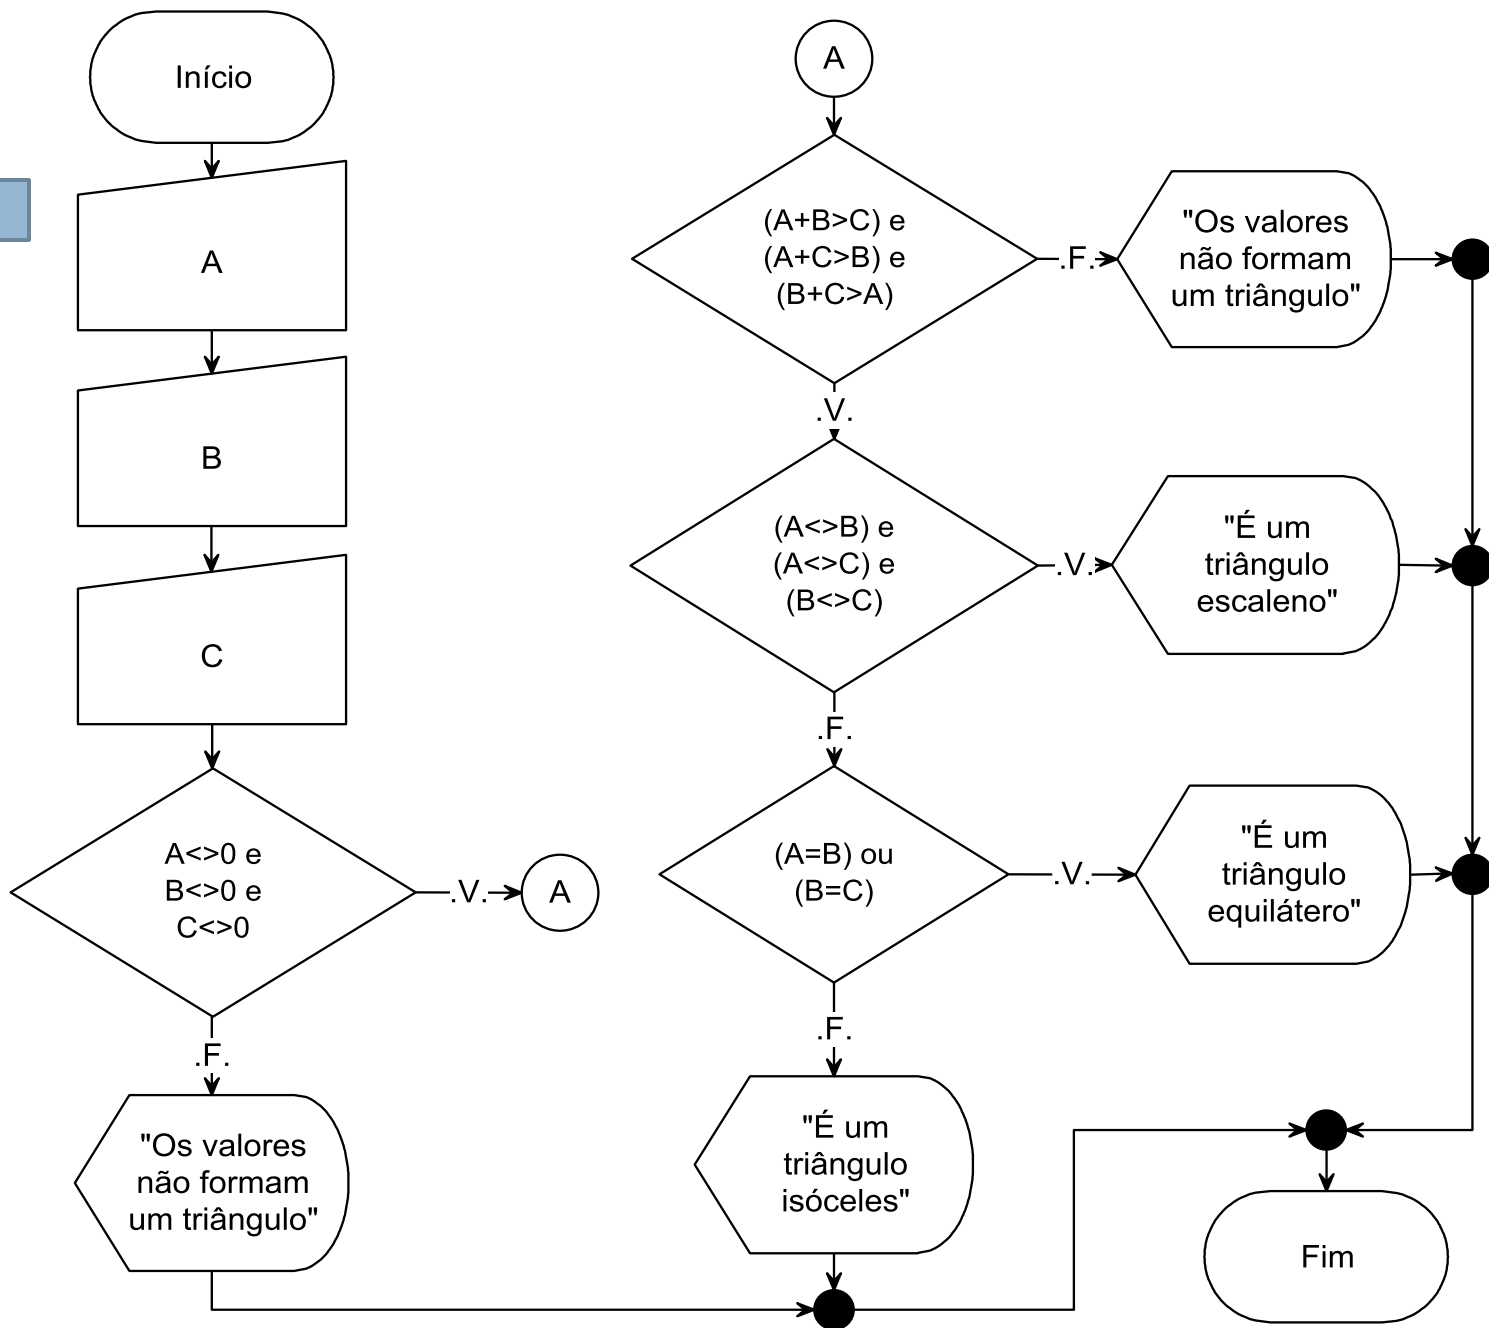 Início
A
B
C
A<>0 e
B<>0 e
C<>0
.V.
A
.F.
"Os valores
não formam
um triângulo"
A
(A+B>C) e
(A+C>B) e
(B+C>A)
.F.
"Os valores
não formam
um triângulo"
.V.
(A<>B) e
(A<>C) e
(B<>C)
.V.
"É um
triângulo
escaleno"
.F.
(A=B) ou
(B=C)
.V.
"É um
triângulo
equilátero"
.F.
"É um
triângulo
isóceles"
Fim